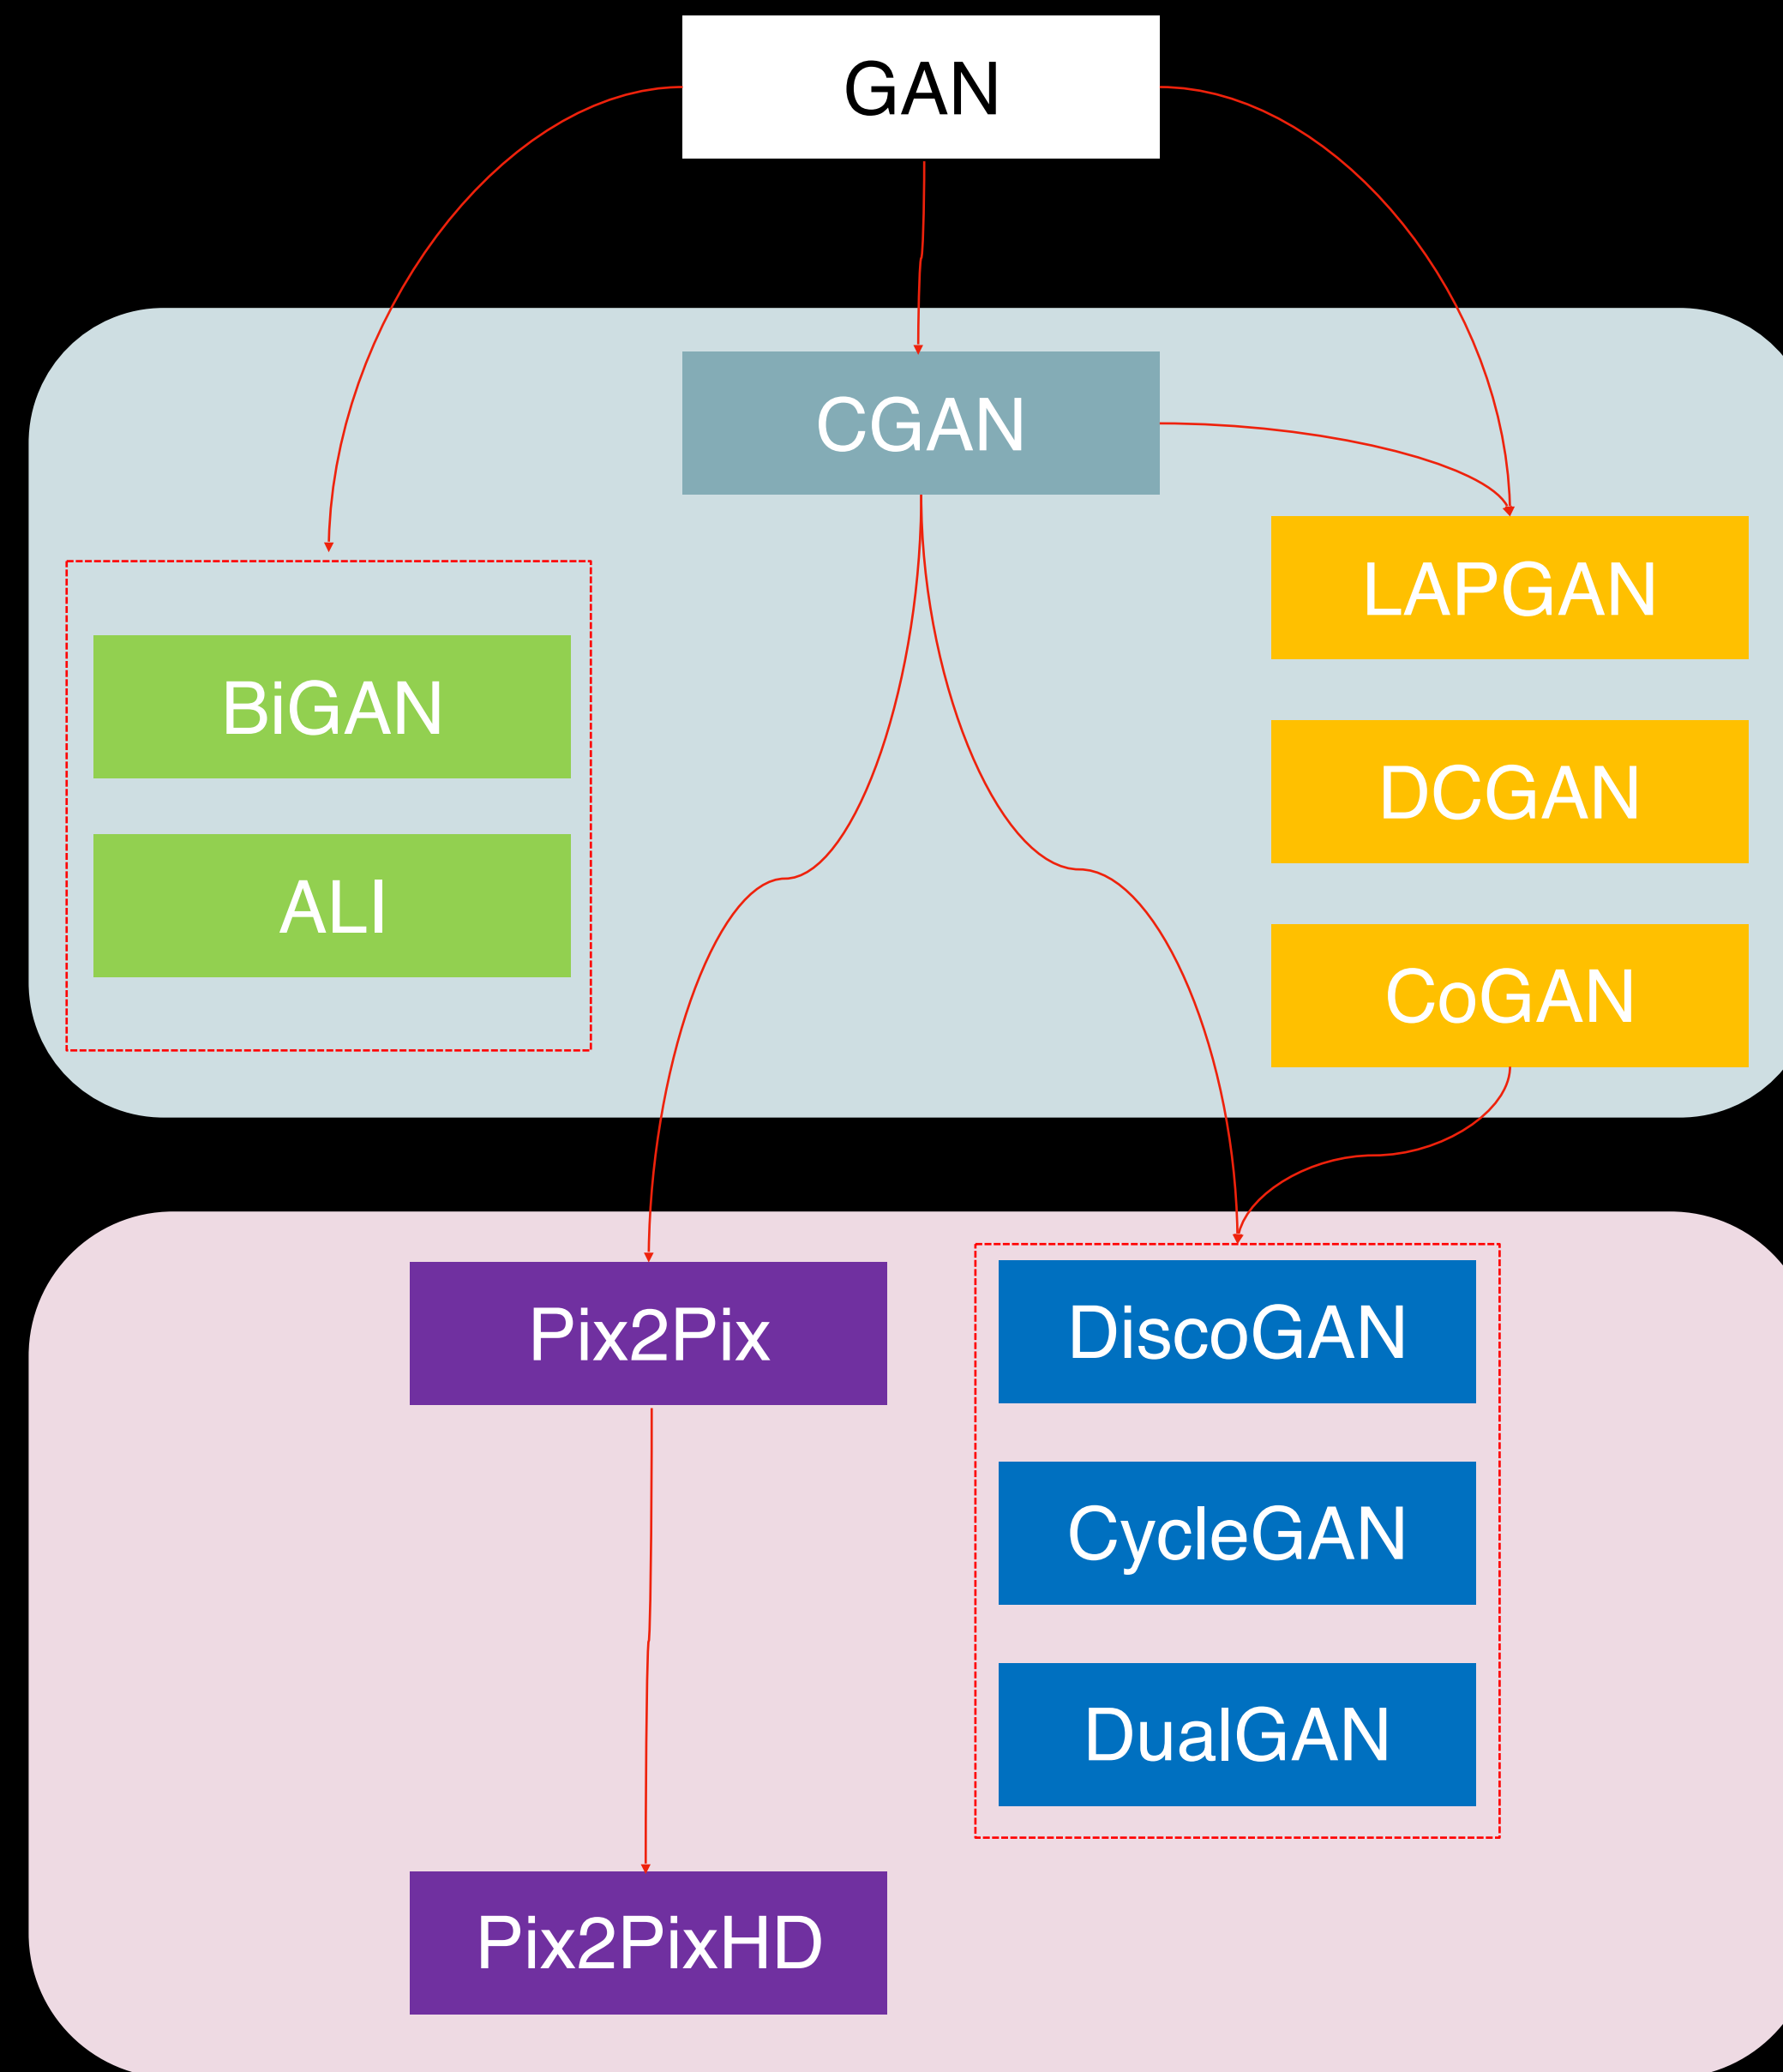 GAN
CGAN
LAPGAN
BiGAN
DCGAN
ALI
CoGAN
Pix2Pix
DiscoGAN
CycleGAN
DualGAN
Pix2PixHD